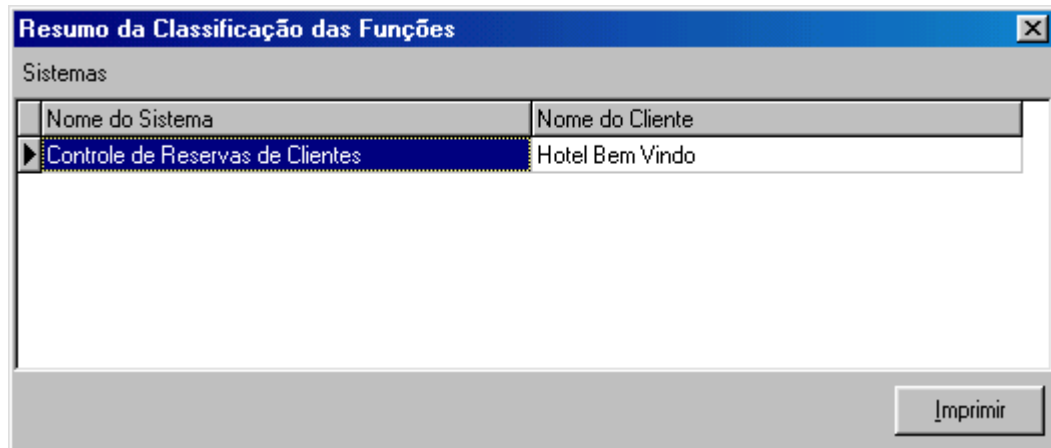 Resumo da Classificação das Funções
Sistemas
Nome do Sistema Nome do Cliente
Controle de Reservas de Clientes Hotel Bem Vindo
Imprimir